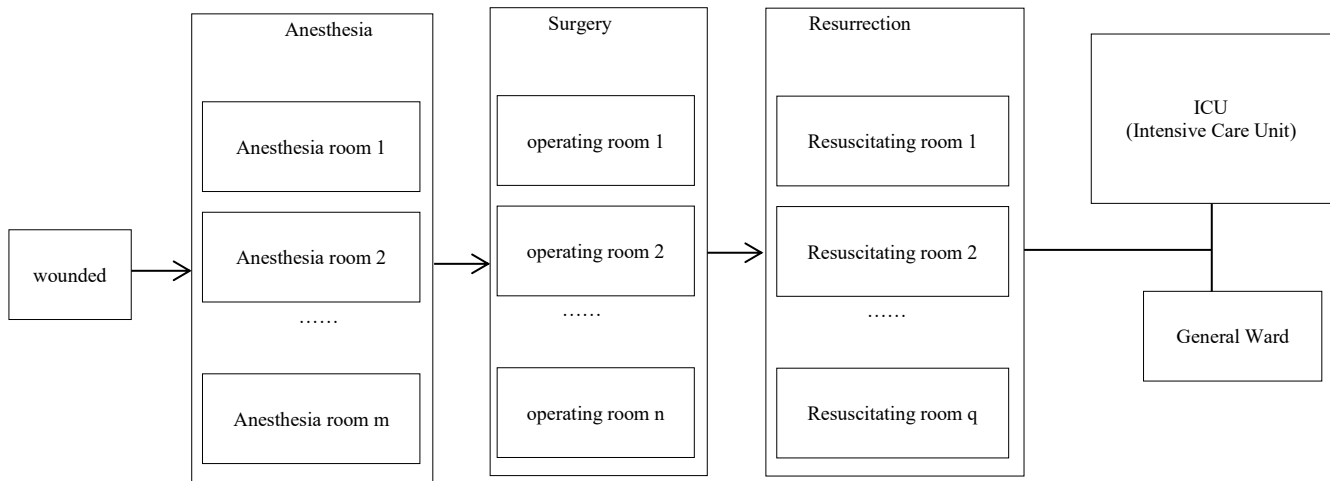 wounded
Anesthesia
Anesthesia room 1
Anesthesia room 2
……
Anesthesia room m
Surgery
operating room 1
operating room 2
……
operating room n
Resurrection
Resuscitating room 1
Resuscitating room 2
……
Resuscitating room q
ICU
(Intensive Care Unit)
General Ward